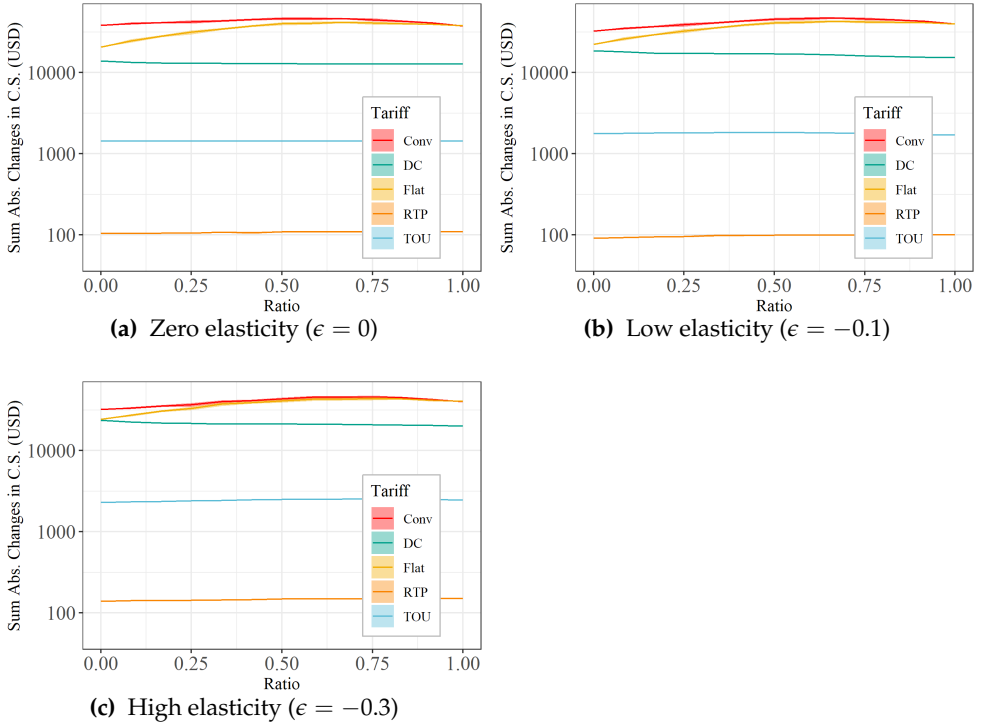 Sum Abs. Changes in C.S. (USD)
10000
1000
100
Tariff
Conv
DC
Flat
RTP
TOU
0.00 0.25 0.50 0.75 1.00
Ratio
(a) Zero elasticity (ϵ = 0)
Sum Abs. Changes in C.S. (USD)
10000
1000
100
Tariff
Conv
DC
Flat
RTP
TOU
0.00 0.25 0.50 0.75 1.00
Ratio
(b) Low elasticity (ϵ = −0.1)
Sum Abs. Changes in C.S. (USD)
10000
1000
100
Tariff
Conv
DC
Flat
RTP
TOU
0.00 0.25 0.50 0.75 1.00
Ratio
(c) High elasticity (ϵ = −0.3)